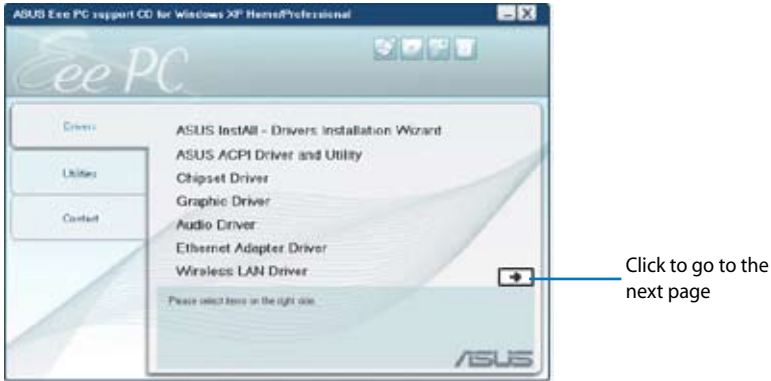 ASUS Eee PC support CD for Windows XP Home/Professional
Eee PC
Drivers
Utilities
Contact
ASUS InstAll - Drivers Installation Wizard
ASUS ACPI Driver and Utility
Chipset Driver
Graphic Driver
Audio Driver
Ethernet Adapter Driver
Wireless LAN Driver
Please select items on the right side.
ASUS
Click to go to the
next page